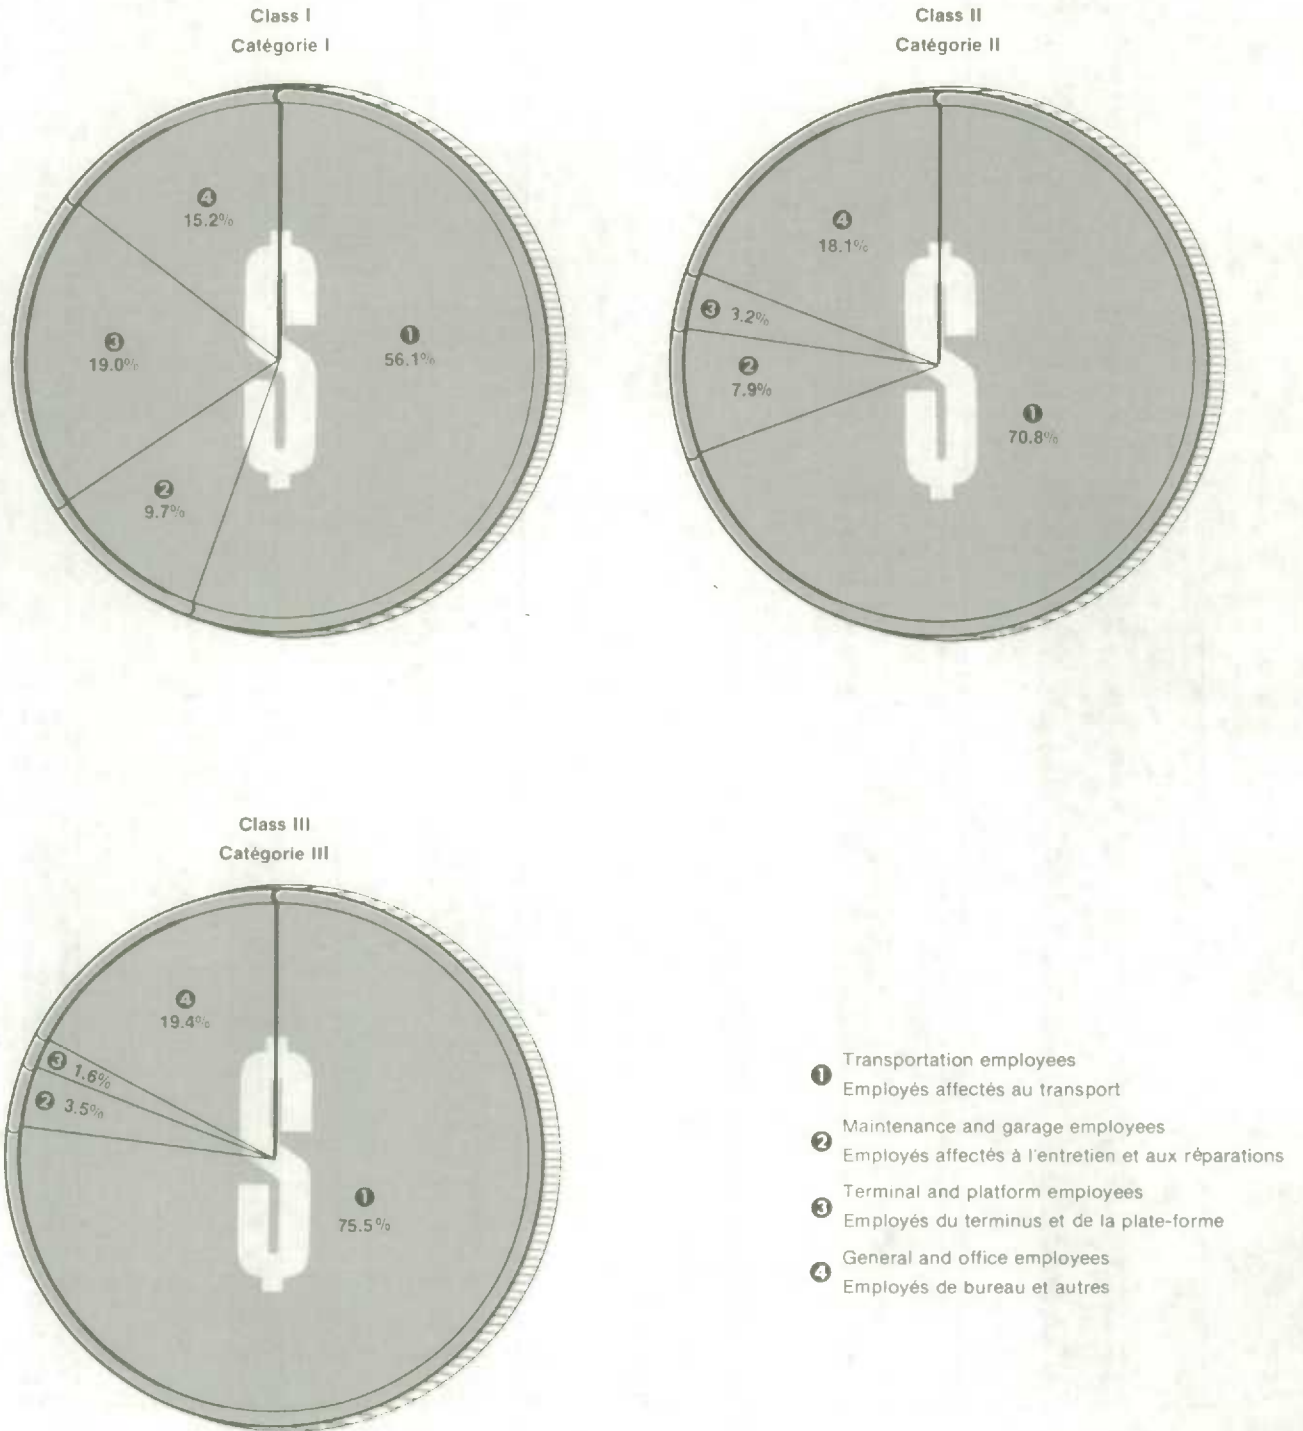 Class I
Catégorie I
4
15.2%
3
19.0%
1
56.1%
2
9.7%
Class II
Catégorie II
4
18.1%
3 3.2%
2
7.9%
1
70.8%
Class III
Catégorie III
4
19.4%
3 1.6%
2 3.5%
1
75.5%
$
$
$
1 Transportation employees
Employés affectés au transport
2 Maintenance and garage employees
Employés affectés à l'entretien et aux réparations
3 Terminal and platform employees
Employés du terminus et de la plate-forme
4 General and office employees
Employés de bureau et autres